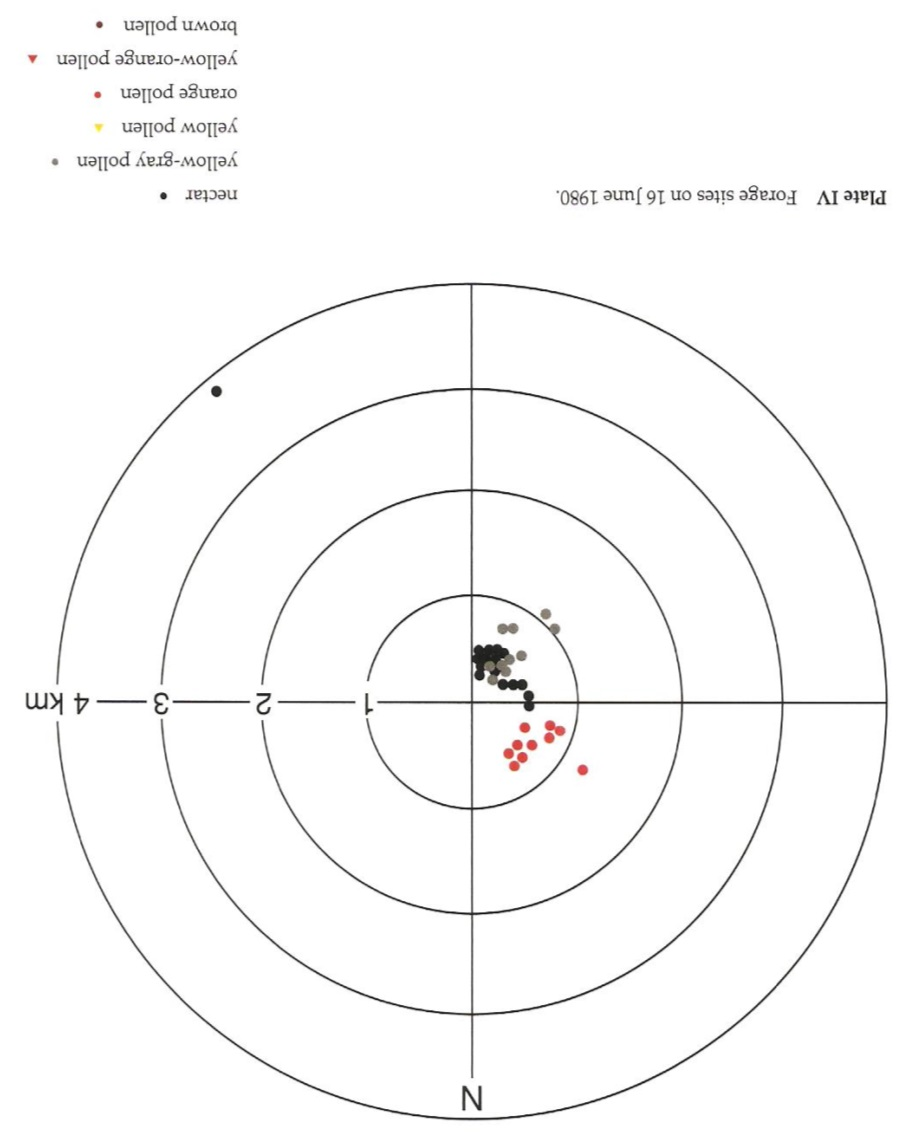 N
1 2 3 4 km
Plate IV Forage sites on 16 June 1980.
nectar
yellow-gray pollen
yellow pollen
orange pollen
yellow-orange pollen
brown pollen